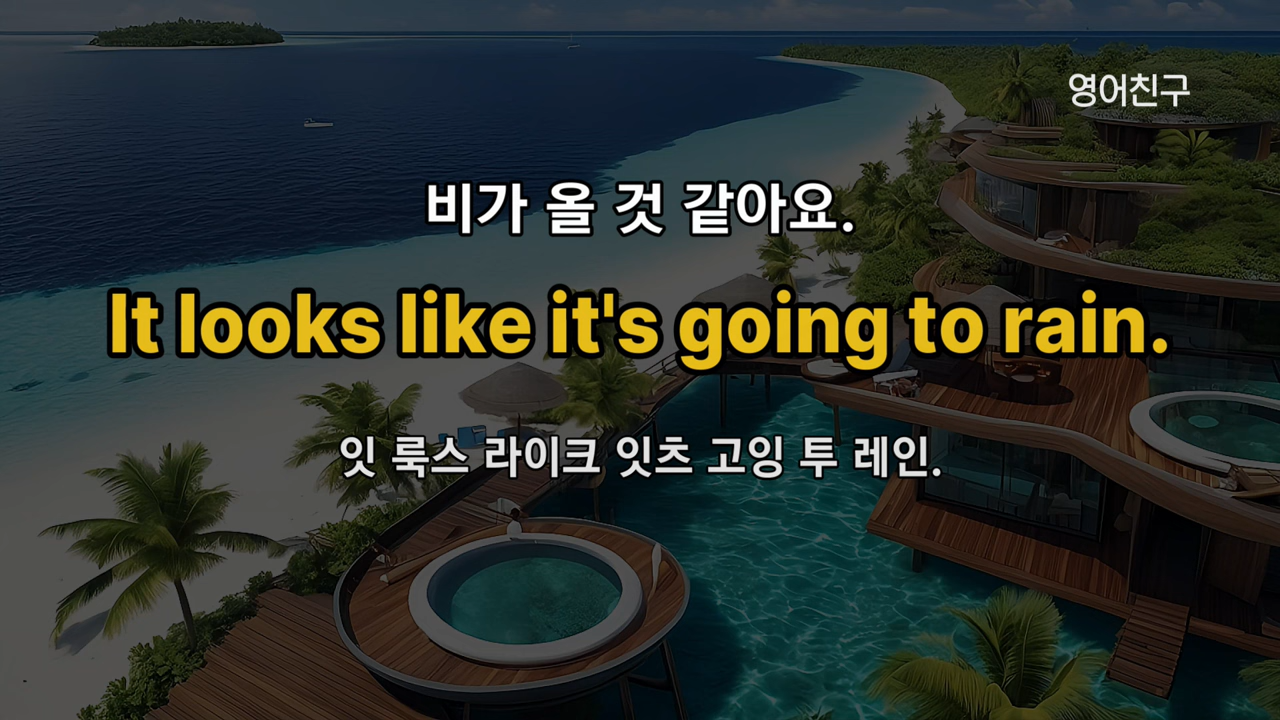 영어친구
비가 올 것 같아요.
It looks like it's going to rain.
잇 룩스 라이크 잇츠 고잉 투 레인.